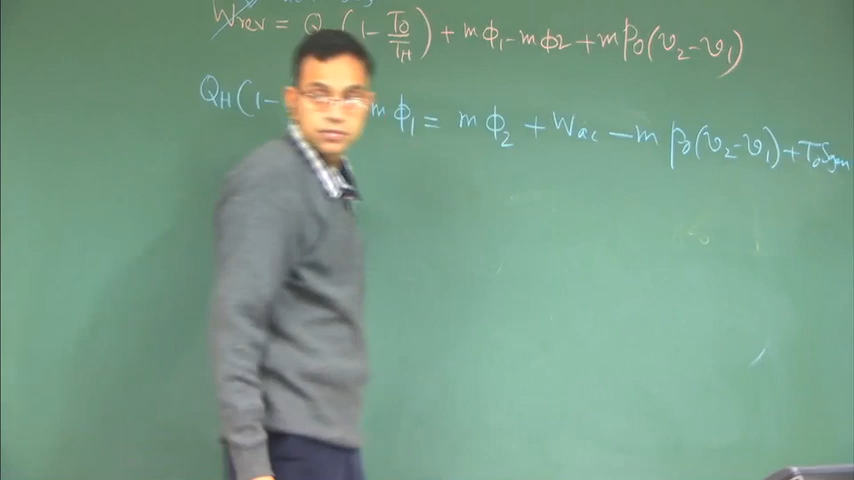 Wrev = Q (1 - T0/TH) + mϕ1 - mϕ2 + mp0(v2 - v1)
QH(1 - mϕ1 = mϕ2 + Wac - m p0(v2 - v1) + T0Sgen